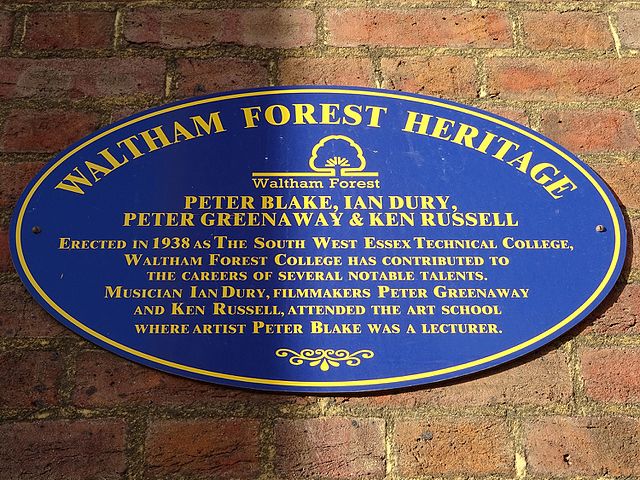 WALTHAM FOREST HERITAGE
Waltham Forest
PETER BLAKE, IAN DURY,
PETER GREENAWAY & KEN RUSSELL
ERECTED IN 1938 AS THE SOUTH WEST ESSEX TECHNICAL COLLEGE,
WALTHAM FOREST COLLEGE HAS CONTRIBUTED TO
THE CAREERS OF SEVERAL NOTABLE TALENTS.
MUSICIAN IAN DURY, FILMMAKERS PETER GREENAWAY
AND KEN RUSSELL, ATTENDED THE ART SCHOOL
WHERE ARTIST PETER BLAKE WAS A LECTURER.